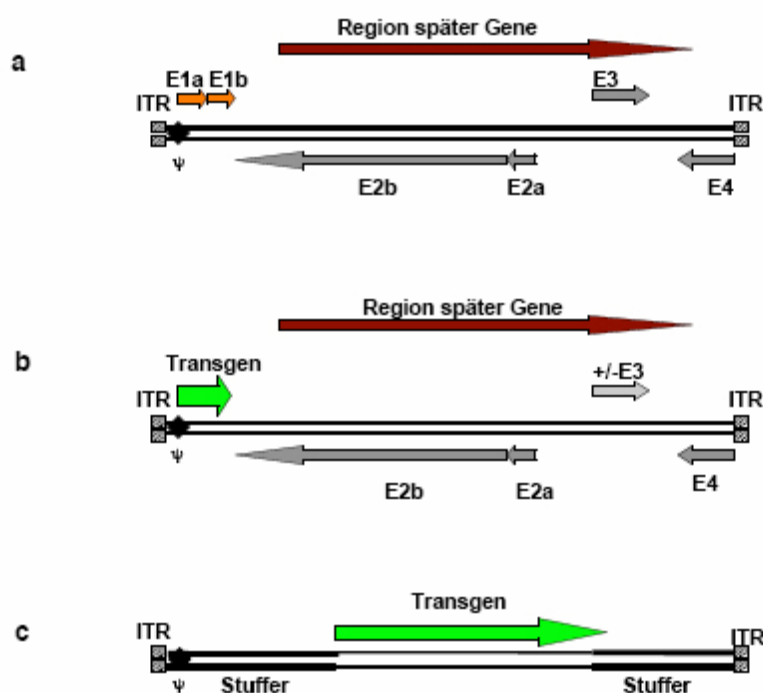 a
Region später Gene
E1a E1b
E3
ITR
ITR
ψ
E2b
E2a
E4
b
Region später Gene
Transgen
+/-E3
ITR
ITR
ψ
E2b
E2a
E4
c
Transgen
ITR
ITR
ψ
Stuffer
Stuffer